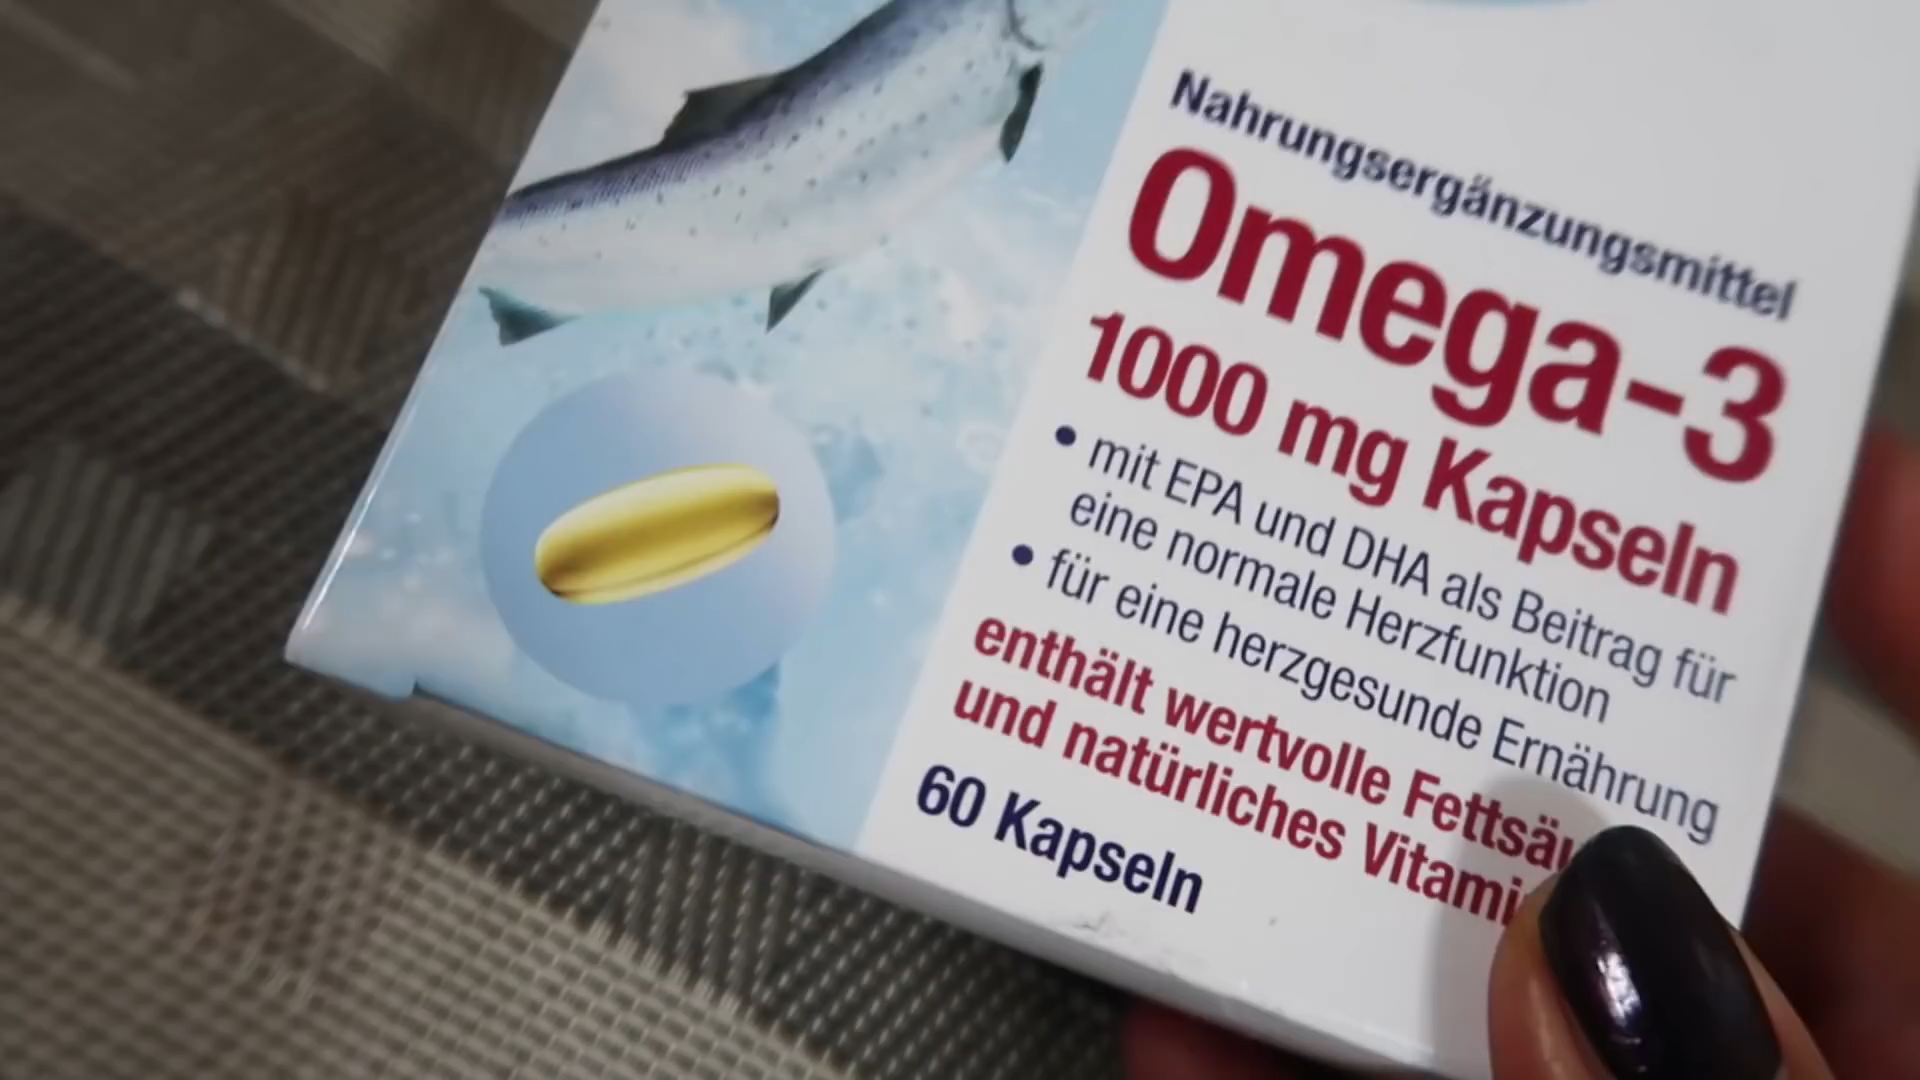 Nahrungsergänzungsmittel
Omega-3
1000 mg Kapseln
• mit EPA und DHA als Beitrag für
eine normale Herzfunktion
• für eine herzgesunde Ernährung
enthält wertvolle
und natürliches
60 Kapseln